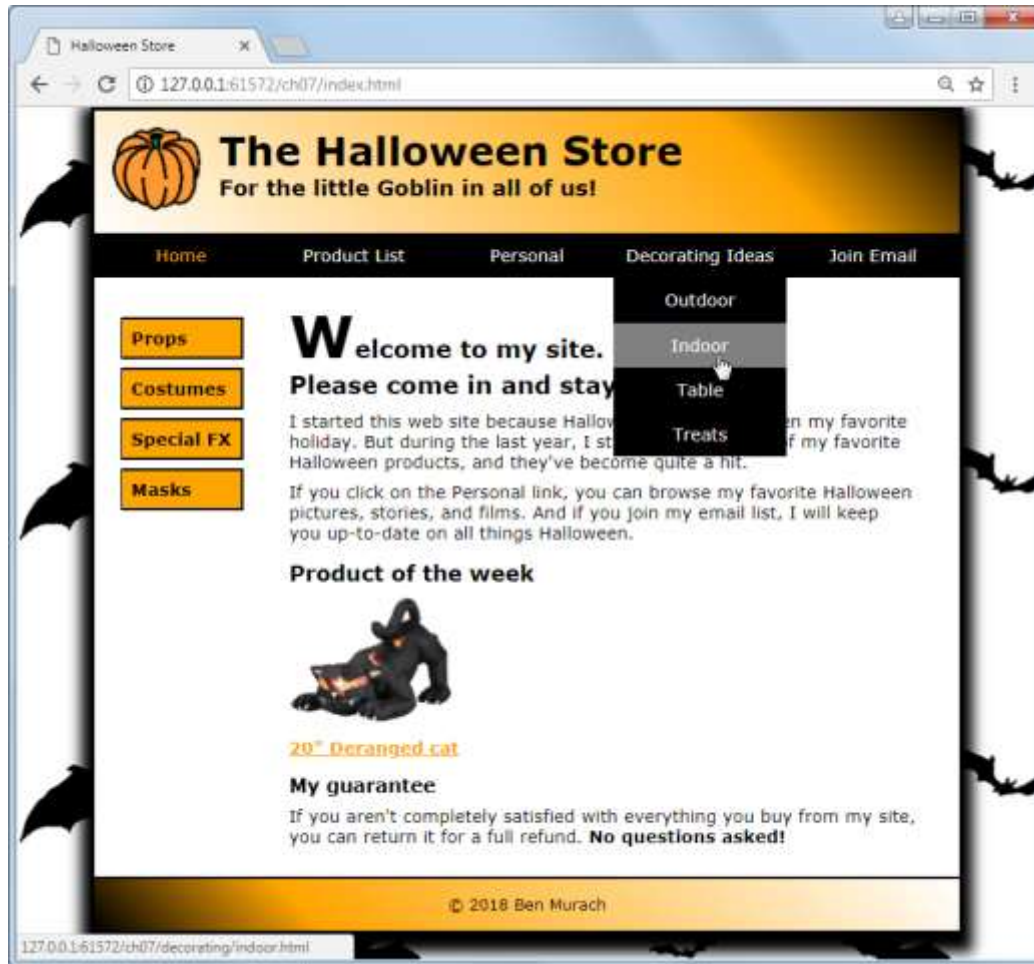 Halloween Store
127.0.0.1:61572/ch07/index.html
The Halloween Store
For the little Goblin in all of us!
Home Product List Personal Decorating Ideas Join Email
Outdoor
Indoor
Table
Treats
Props
Costumes
Special FX
Masks
Welcome to my site.
Please come in and stay
I started this web site because Hallow n my favorite
holiday. But during the last year, I st f my favorite
Halloween products, and they've become quite a hit.
If you click on the Personal link, you can browse my favorite Halloween
pictures, stories, and films. And if you join my email list, I will keep
you up-to-date on all things Halloween.
Product of the week
20" Deranged cat
My guarantee
If you aren't completely satisfied with everything you buy from my site,
you can return it for a full refund. No questions asked!
© 2018 Ben Murach
127.0.0.1:61572/ch07/decorating/indoor.html